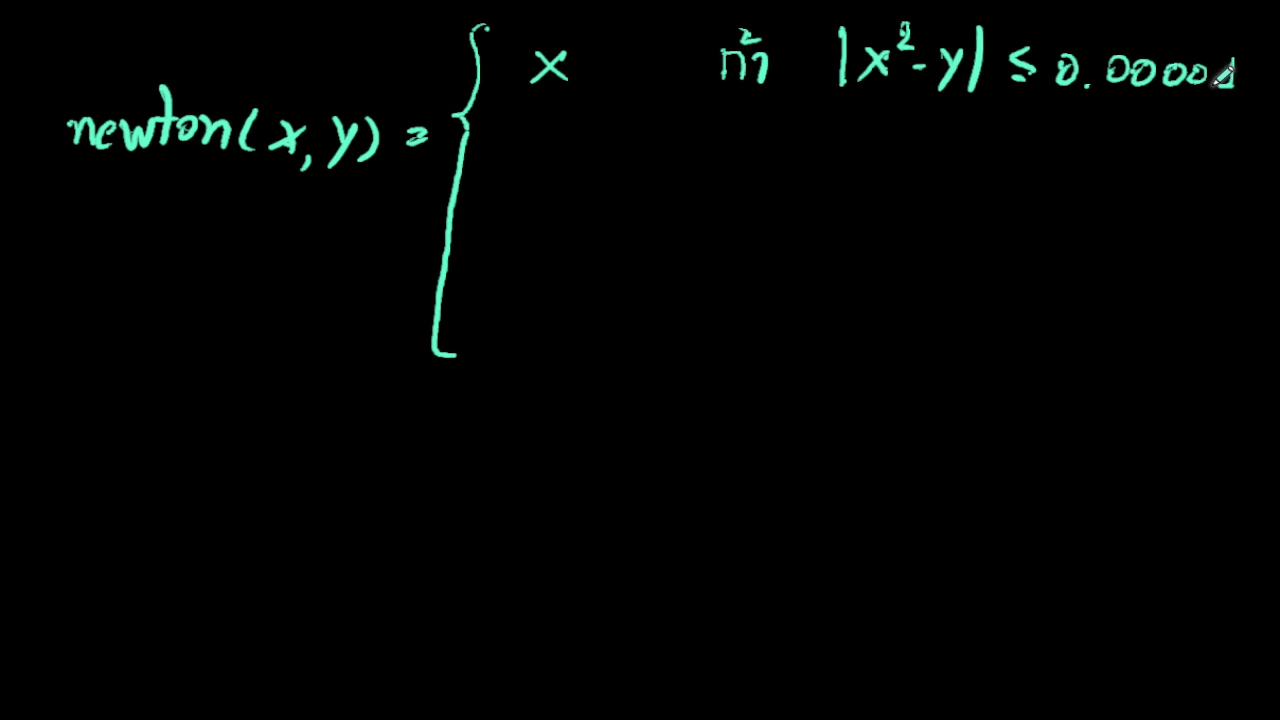 newton(x, y) = { x ถ้า |x² - y| ≤ 0.00001